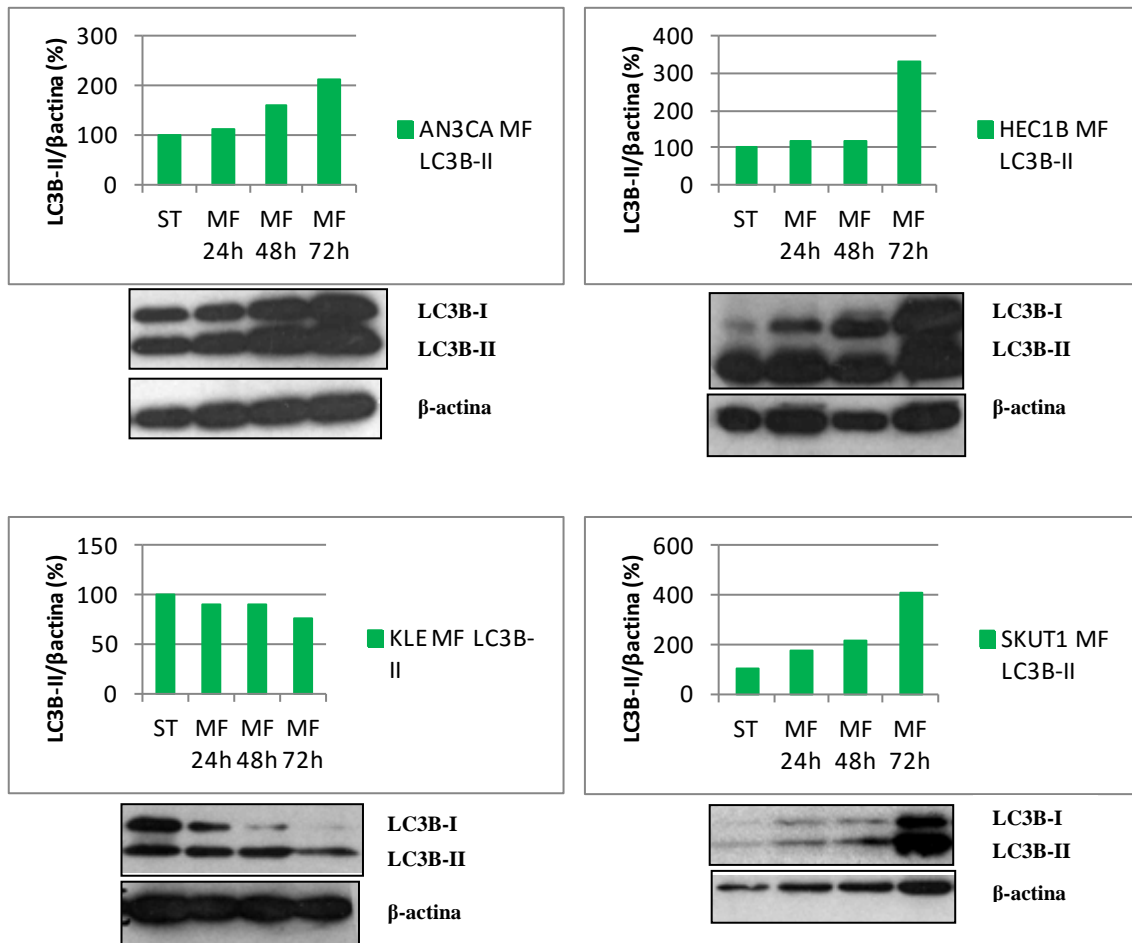 LC3B-II/βactina (%)
300
200
100
0
ST
MF
24h
MF
48h
MF
72h
AN3CA MF
LC3B-II
LC3B-I
LC3B-II
β-actina
LC3B-II/βactina (%)
400
300
200
100
0
ST
MF
24h
MF
48h
MF
72h
HEC1B MF
LC3B-II
LC3B-I
LC3B-II
β-actina
LC3B-II/βactina (%)
150
100
50
0
ST
MF
24h
MF
48h
MF
72h
KLE MF LC3B-
II
LC3B-I
LC3B-II
β-actina
LC3B-II/βactina (%)
600
400
200
0
ST
MF
24h
MF
48h
MF
72h
SKUT1 MF
LC3B-II
LC3B-I
LC3B-II
β-actina